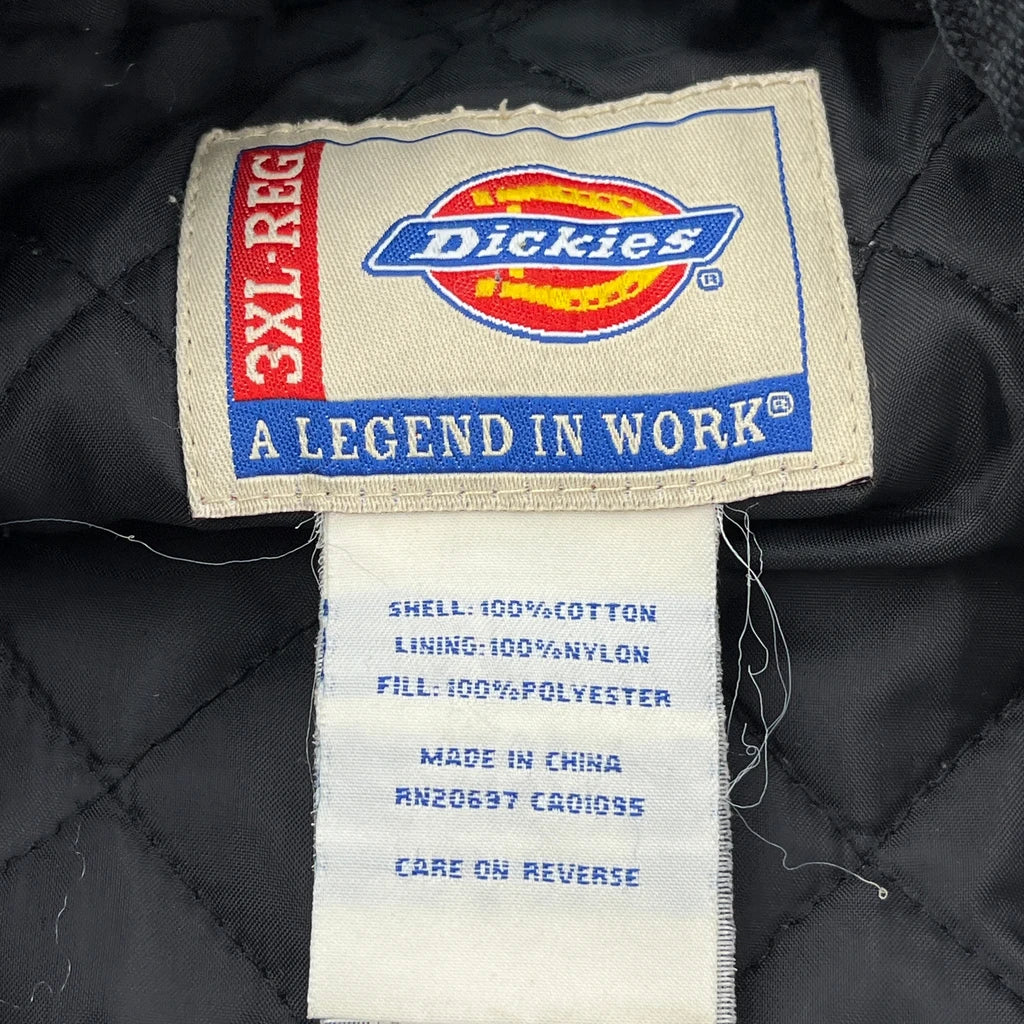 3XL-REG
Dickies®
A LEGEND IN WORK®
SHELL: 100%COTTON
LINING: 100%NYLON
FILL: 100%POLYESTER
MADE IN CHINA
RN20697 CA01095
CARE ON REVERSE